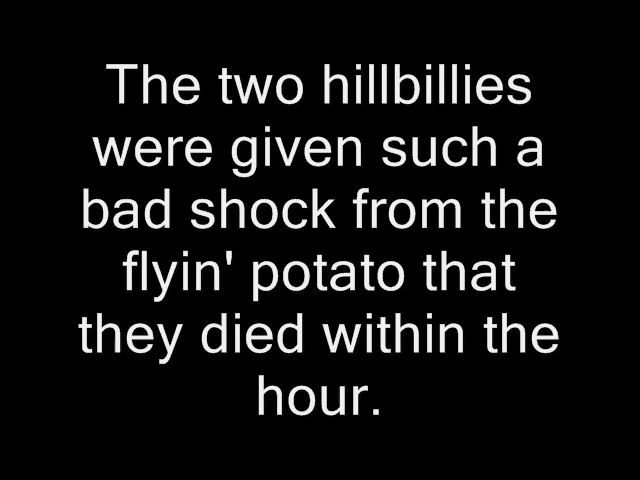 The two hillbillies
were given such a
bad shock from the
flyin' potato that
they died within the
hour.